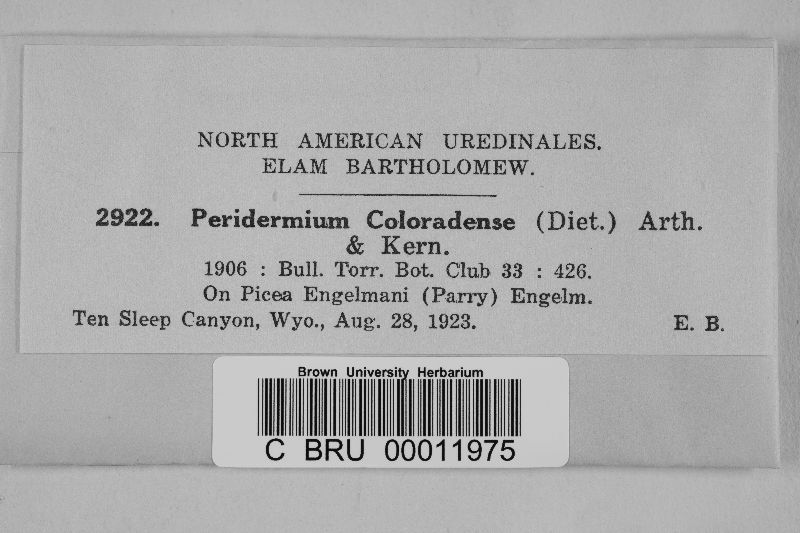 NORTH AMERICAN UREDINALES.
ELAM BARTHOLOMEW.
2922. Peridermium Coloradense (Diet.) Arth.
& Kern.
1906 : Bull. Torr. Bot. Club 33 : 426.
On Picea Engelmani (Parry) Engelm.
Ten Sleep Canyon, Wyo., Aug. 28, 1923. E. B.
Brown University Herbarium
C BRU 00011975